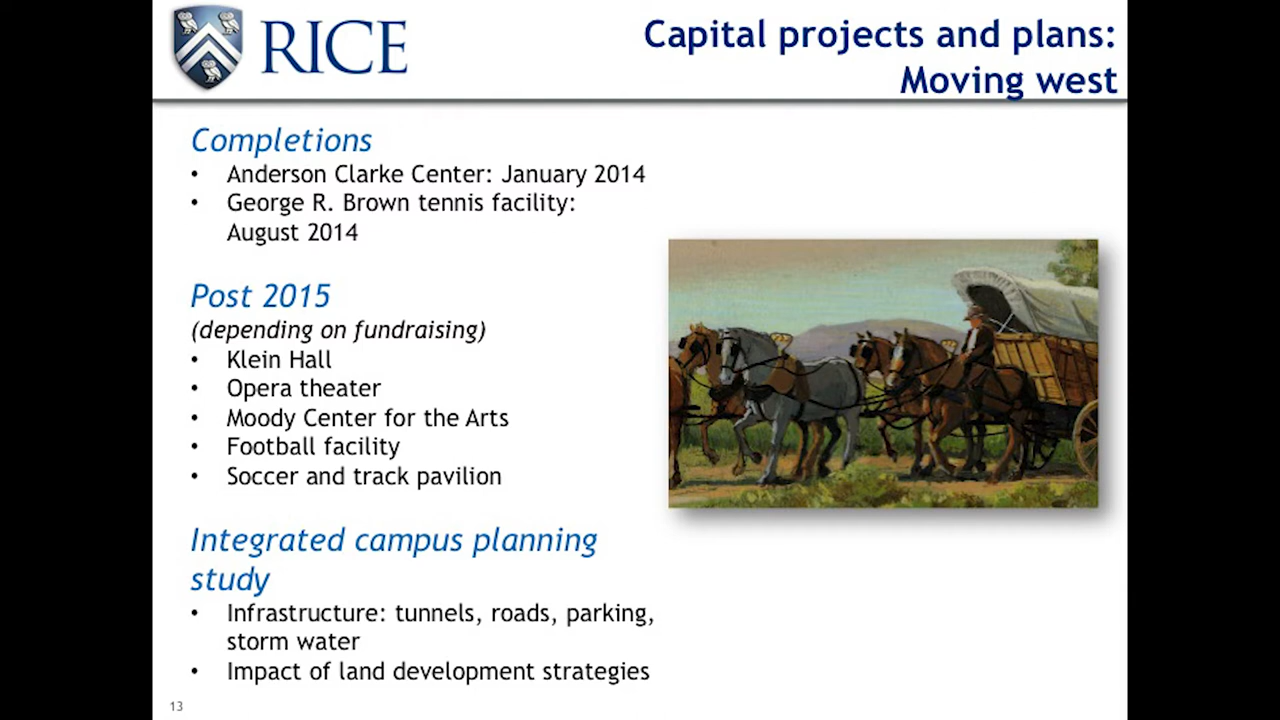 RICE
Capital projects and plans:
Moving west
Completions
• Anderson Clarke Center: January 2014
• George R. Brown tennis facility:
August 2014
Post 2015
(depending on fundraising)
• Klein Hall
• Opera theater
• Moody Center for the Arts
• Football facility
• Soccer and track pavilion
Integrated campus planning
study
• Infrastructure: tunnels, roads, parking,
storm water
• Impact of land development strategies
13